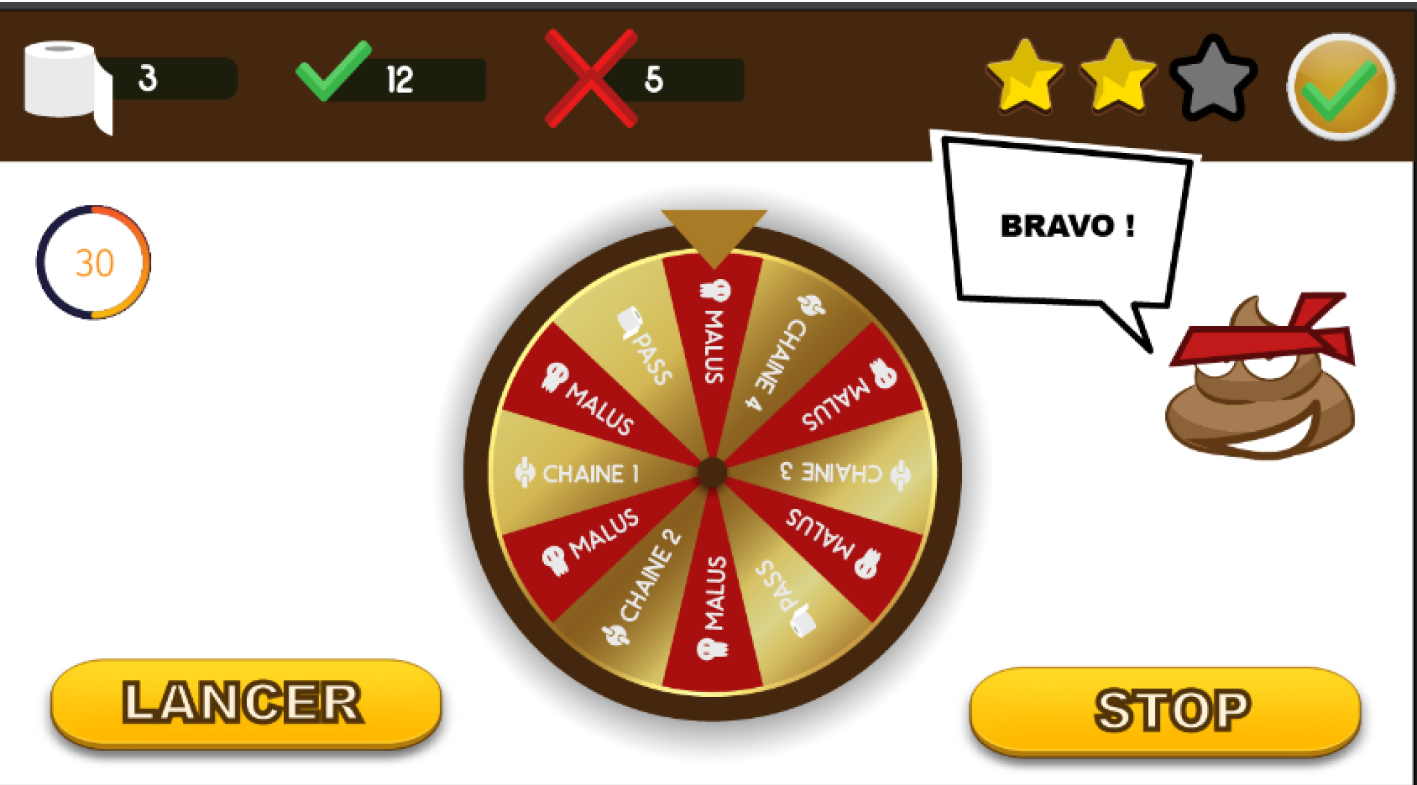 3
12
5
BRAVO !
30
MALUS
CHAINE 4
MALUS
CHAINE 3
MALUS
PASS
MALUS
CHAINE 2
MALUS
CHAINE 1
MALUS
PASS
LANCER
STOP